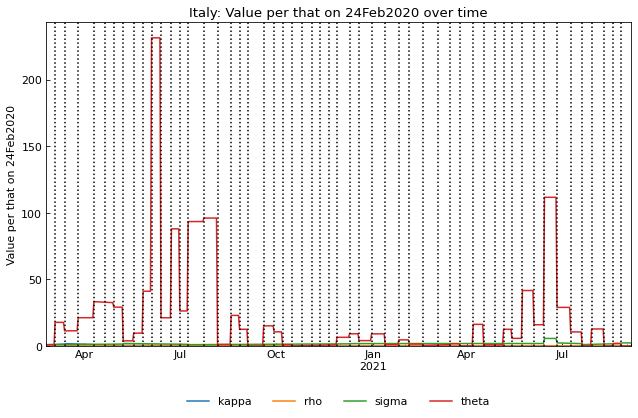 Italy: Value per that on 24Feb2020 over time
Value per that on 24Feb2020
200
150
100
50
0
Apr Jul Oct Jan Apr Jul
2021
kappa rho sigma theta